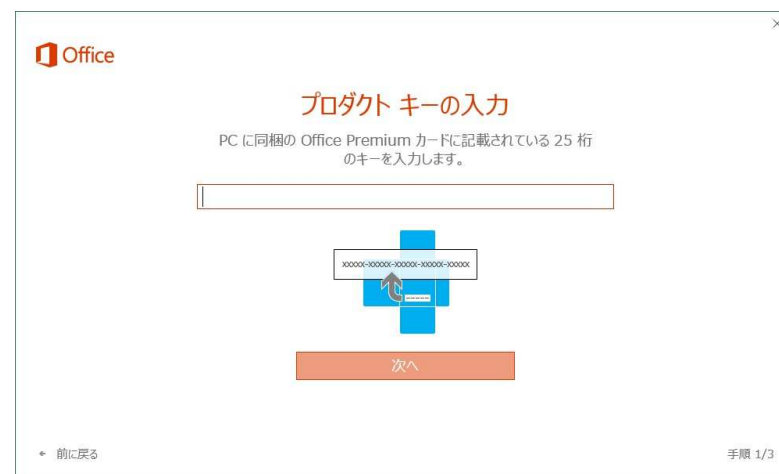 Office
プロダクト キーの入力
PC に同梱の Office Premium カードに記載されている 25 桁
のキーを入力します。
xxxxx-xxxxx-xxxxx-xxxxx-xxxxx
-----
次へ
前に戻る
手順 1/3